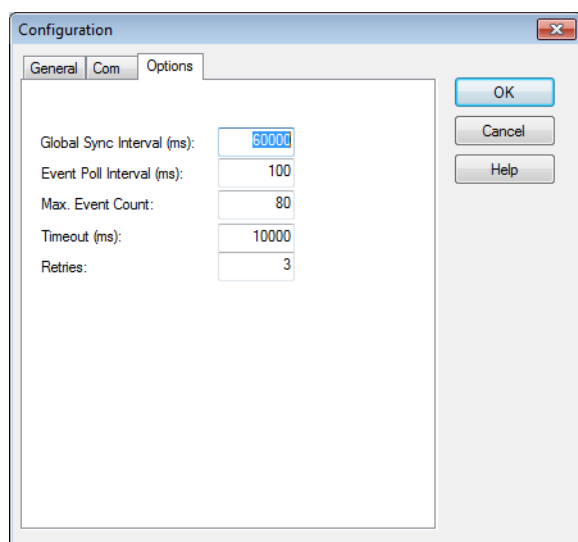 Configuration
General Com Options
OK
Global Sync Interval (ms): 60000
Cancel
Event Poll Interval (ms): 100
Help
Max. Event Count: 80
Timeout (ms): 10000
Retries: 3